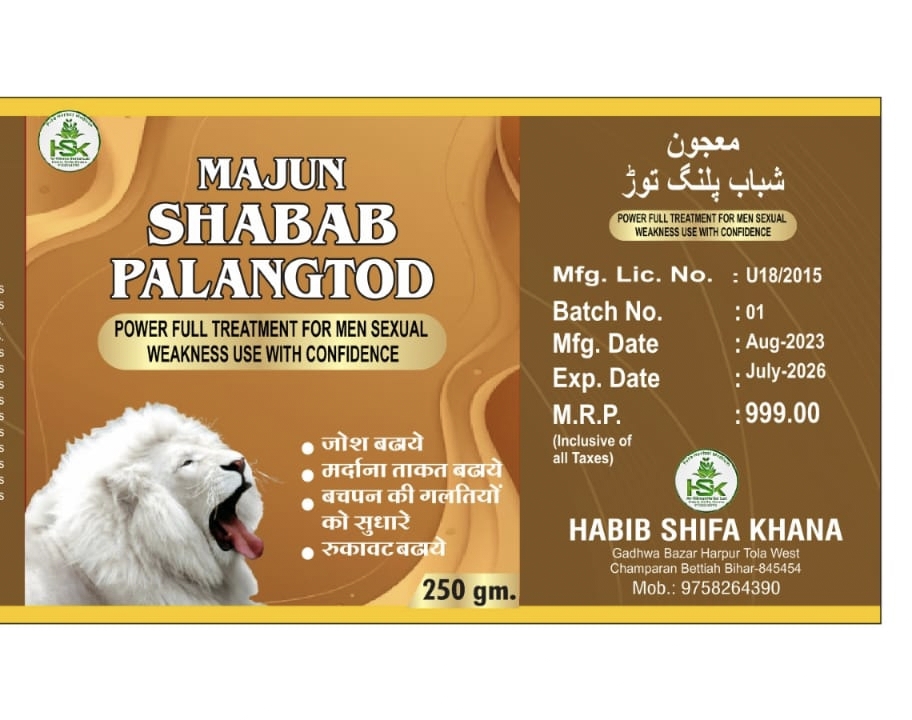 HSK
MAJUN
SHABAB
PALANGTOD
POWER FULL TREATMENT FOR MEN SEXUAL
WEAKNESS USE WITH CONFIDENCE
जोश बढाये
मर्दाना ताकत बढाये
बचपन की गलतियों
को सुधारे
रुकावट बढाये
250 gm.
معجون
شباب پلنگ توڑ
POWER FULL TREATMENT FOR MEN SEXUAL
WEAKNESS USE WITH CONFIDENCE
Mfg. Lic. No. : U18/2015
Batch No. : 01
Mfg. Date : Aug-2023
Exp. Date : July-2026
M.R.P. : 999.00
(Inclusive of
all Taxes)
HSK
HABIB SHIFA KHANA
Gadhwa Bazar Harpur Tola West
Champaran Bettiah Bihar-845454
Mob.: 9758264390